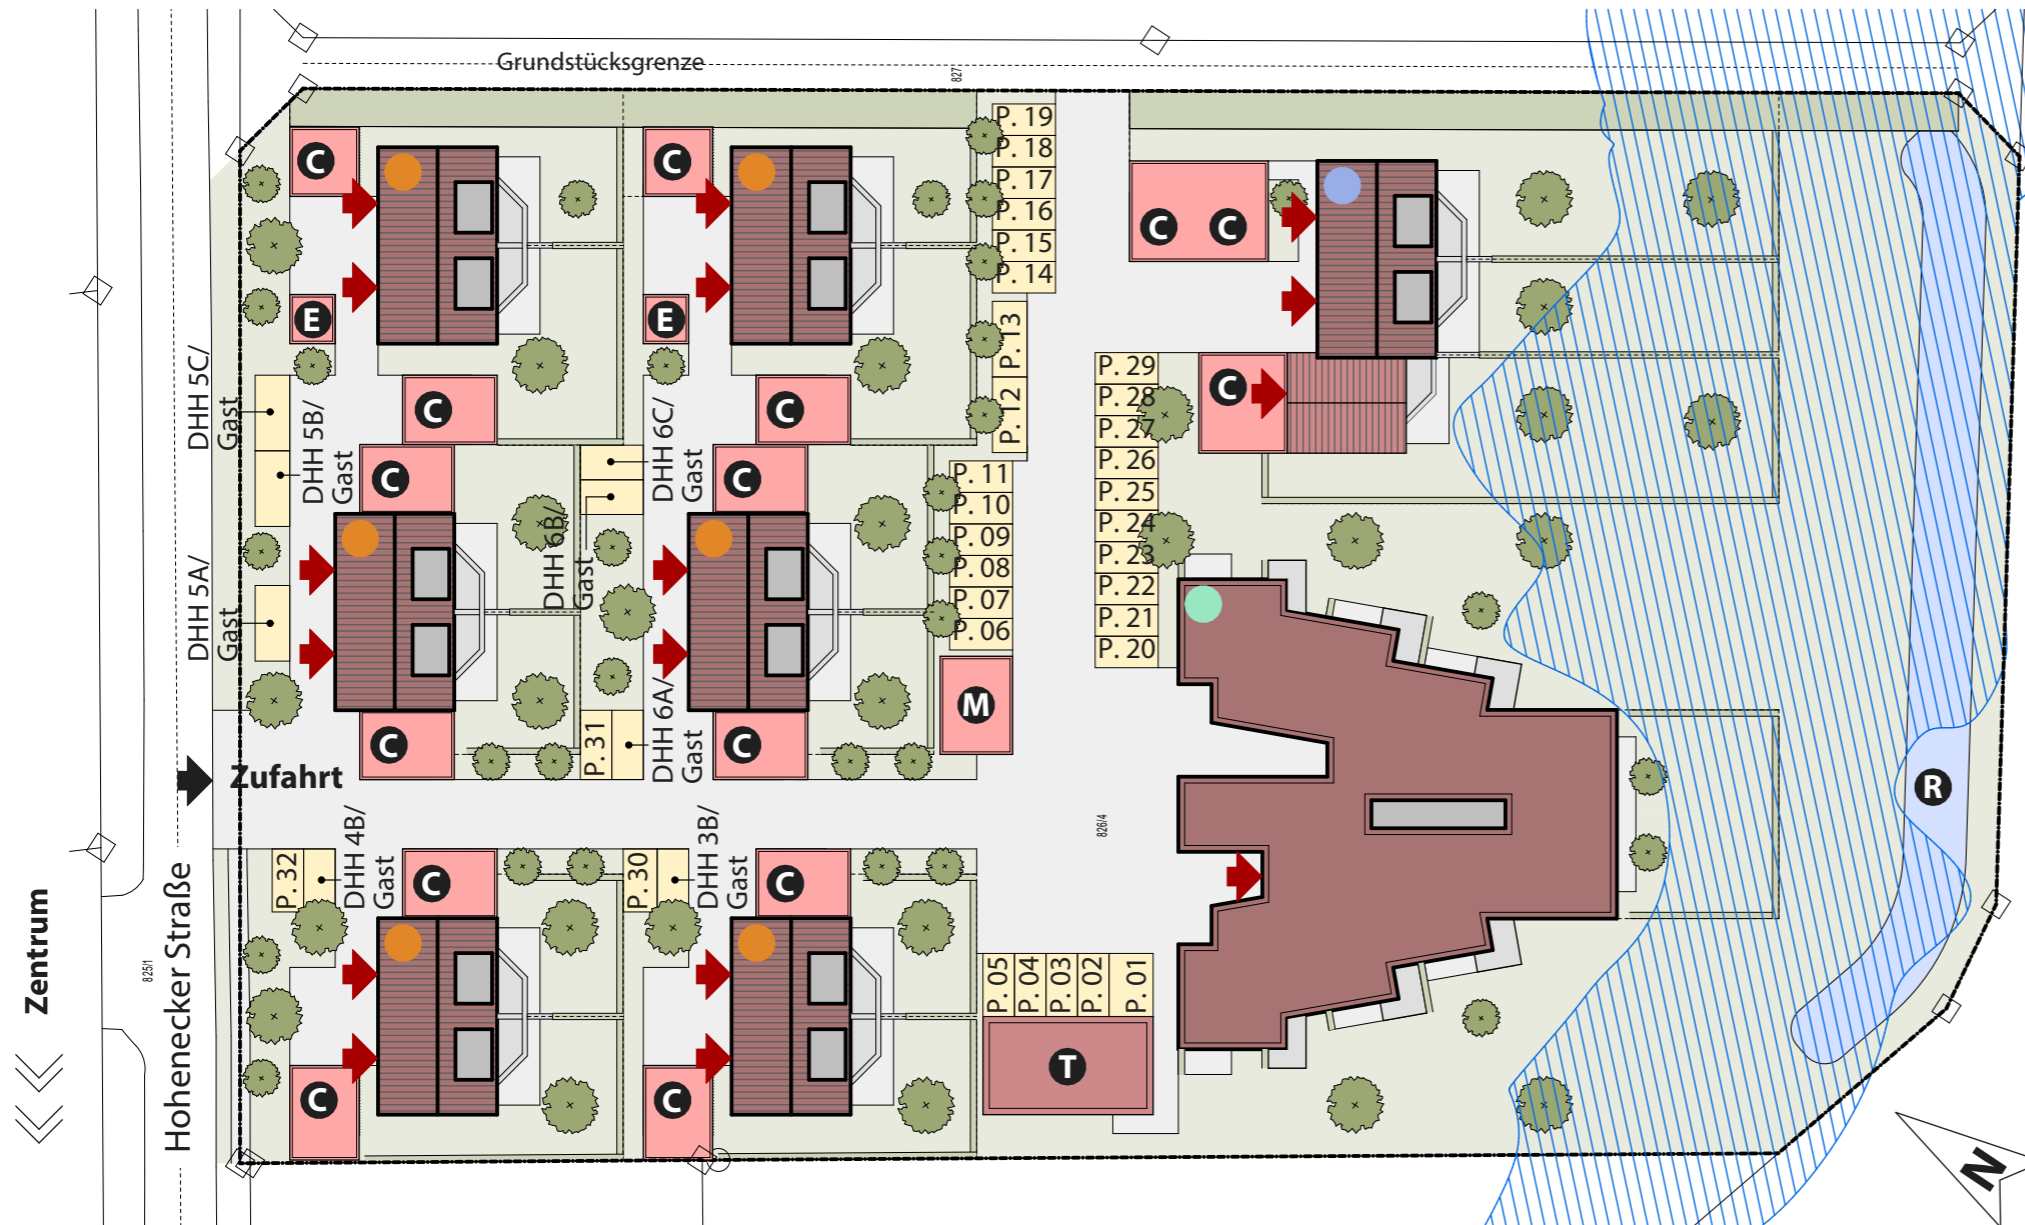 Grundstücksgrenze
827
P. 19
P. 18
P. 17
P. 16
P. 15
P. 14
P. 13
P. 12
P. 11
P. 10
P. 09
P. 08
P. 07
P. 06
P. 29
P. 28
P. 27
P. 26
P. 25
P. 24
P. 23
P. 22
P. 21
P. 20
C
C
C
C
E
E
C
C
C
C
C
DHH 5C/
Gast
DHH 5B/
Gast
DHH 5A/
Gast
DHH 6C/
Gast
DHH 6B/
Gast
DHH 6A/
Gast
P. 31
C
C
M
R
Zufahrt
826/4
P. 32
DHH 4B/
Gast
C
P. 30
DHH 3B/
Gast
C
P. 05
P. 04
P. 03
P. 02
P. 01
T
C
C
Zentrum
825/1
Hohenecker Straße
N